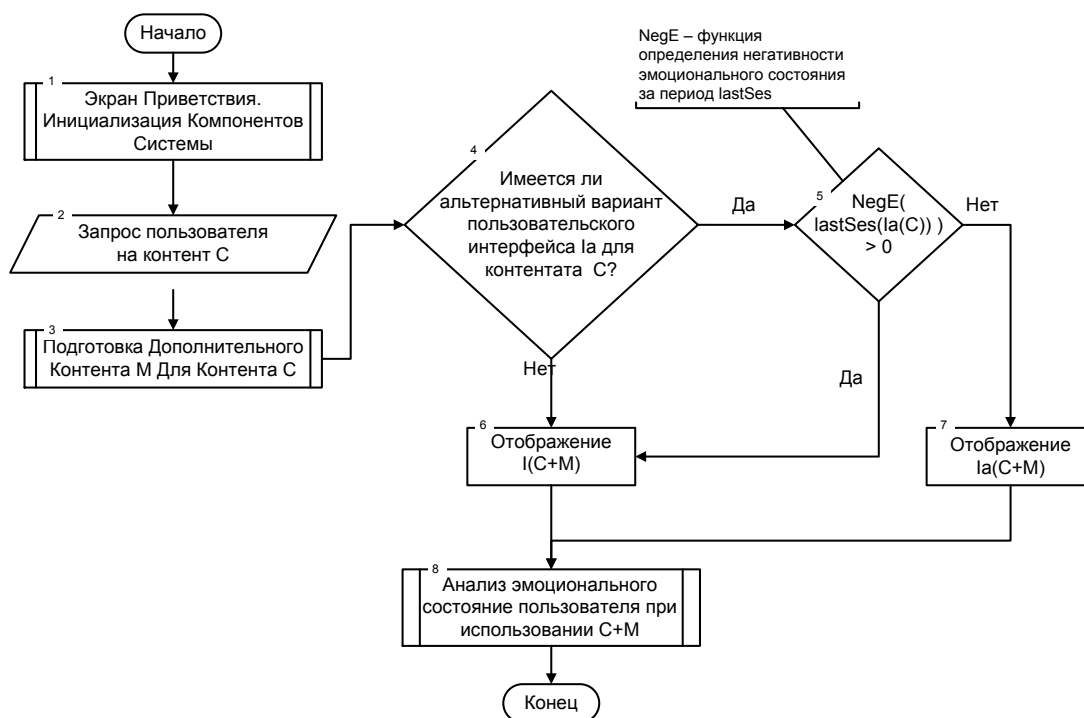 Начало
1
Экран Приветствия.
Инициализация Компонентов
Системы
2
Запрос пользователя
на контент С
3
Подготовка Дополнительного
Контента М Для Контента С
4
Имеется ли
альтернативный вариант
пользовательского
интерфейса Ia для
контентата С?
Да
Нет
NegE – функция
определения негативности
эмоционального состояния
за период lastSes
5
NegE(
lastSes(Ia(C)) )
> 0
Нет
Да
6
Отображение
I(C+M)
7
Отображение
Ia(C+M)
8
Анализ эмоционального
состояние пользователя при
использовании С+М
Конец